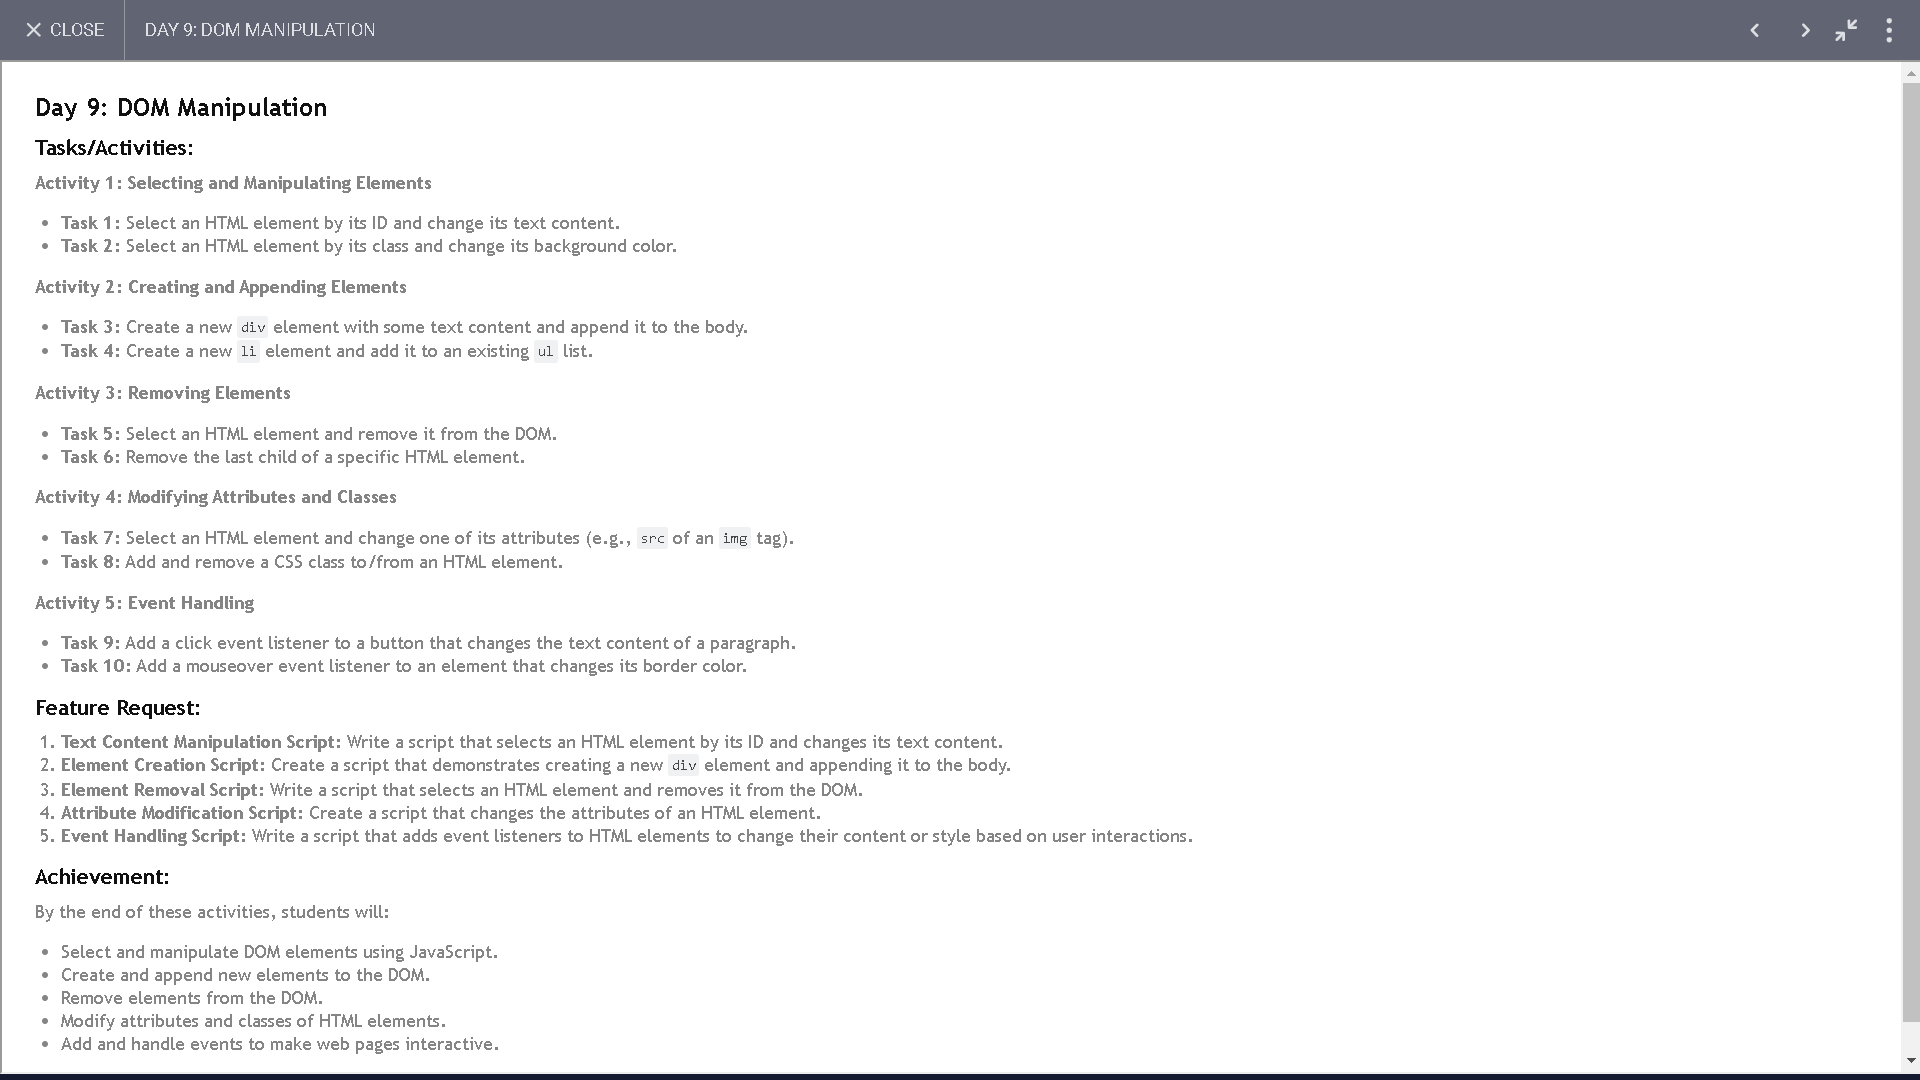 CLOSE
DAY 9: DOM MANIPULATION
Day 9: DOM Manipulation
Tasks/Activities:
Activity 1: Selecting and Manipulating Elements
• Task 1: Select an HTML element by its ID and change its text content.
• Task 2: Select an HTML element by its class and change its background color.
Activity 2: Creating and Appending Elements
• Task 3: Create a new div element with some text content and append it to the body.
• Task 4: Create a new li element and add it to an existing ul list.
Activity 3: Removing Elements
• Task 5: Select an HTML element and remove it from the DOM.
• Task 6: Remove the last child of a specific HTML element.
Activity 4: Modifying Attributes and Classes
• Task 7: Select an HTML element and change one of its attributes (e.g., src of an img tag).
• Task 8: Add and remove a CSS class to/from an HTML element.
Activity 5: Event Handling
• Task 9: Add a click event listener to a button that changes the text content of a paragraph.
• Task 10: Add a mouseover event listener to an element that changes its border color.
Feature Request:
1. Text Content Manipulation Script: Write a script that selects an HTML element by its ID and changes its text content.
2. Element Creation Script: Create a script that demonstrates creating a new div element and appending it to the body.
3. Element Removal Script: Write a script that selects an HTML element and removes it from the DOM.
4. Attribute Modification Script: Create a script that changes the attributes of an HTML element.
5. Event Handling Script: Write a script that adds event listeners to HTML elements to change their content or style based on user interactions.
Achievement:
By the end of these activities, students will:
• Select and manipulate DOM elements using JavaScript.
• Create and append new elements to the DOM.
• Remove elements from the DOM.
• Modify attributes and classes of HTML elements.
• Add and handle events to make web pages interactive.